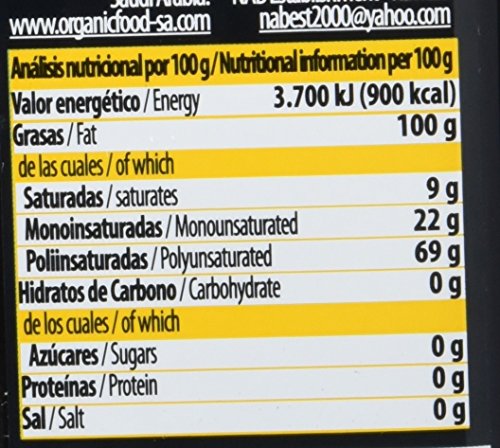 www.organicfood-sa.com nabest2000@yahoo.com
Análisis nutricional por 100 g / Nutritional information per 100 g
Valor energético / Energy 3.700 kJ (900 kcal)
Grasas / Fat 100 g
de las cuales / of which
Saturadas / saturates 9 g
Monoinsaturadas / Monounsaturated 22 g
Poliinsaturadas / Polyunsaturated 69 g
Hidratos de Carbono / Carbohydrate 0 g
de los cuales / of which
Azúcares / Sugars 0 g
Proteínas / Protein 0 g
Sal / Salt 0 g